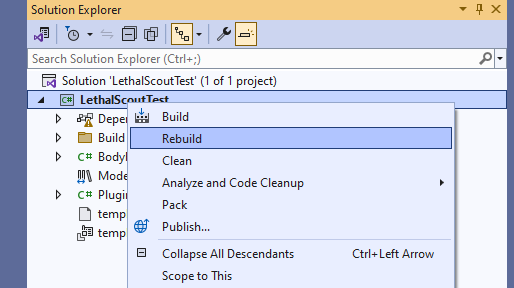 Solution Explorer
Search Solution Explorer (Ctrl+;)
Solution 'LethalScoutTest' (1 of 1 project)
C# LethalScoutTest
Build
Rebuild
Clean
Analyze and Code Cleanup
Pack
Publish...
Collapse All Descendants Ctrl+Left Arrow
Scope to This
Depe
Build
C# Body
Mode
C# Plugin
temp
temp